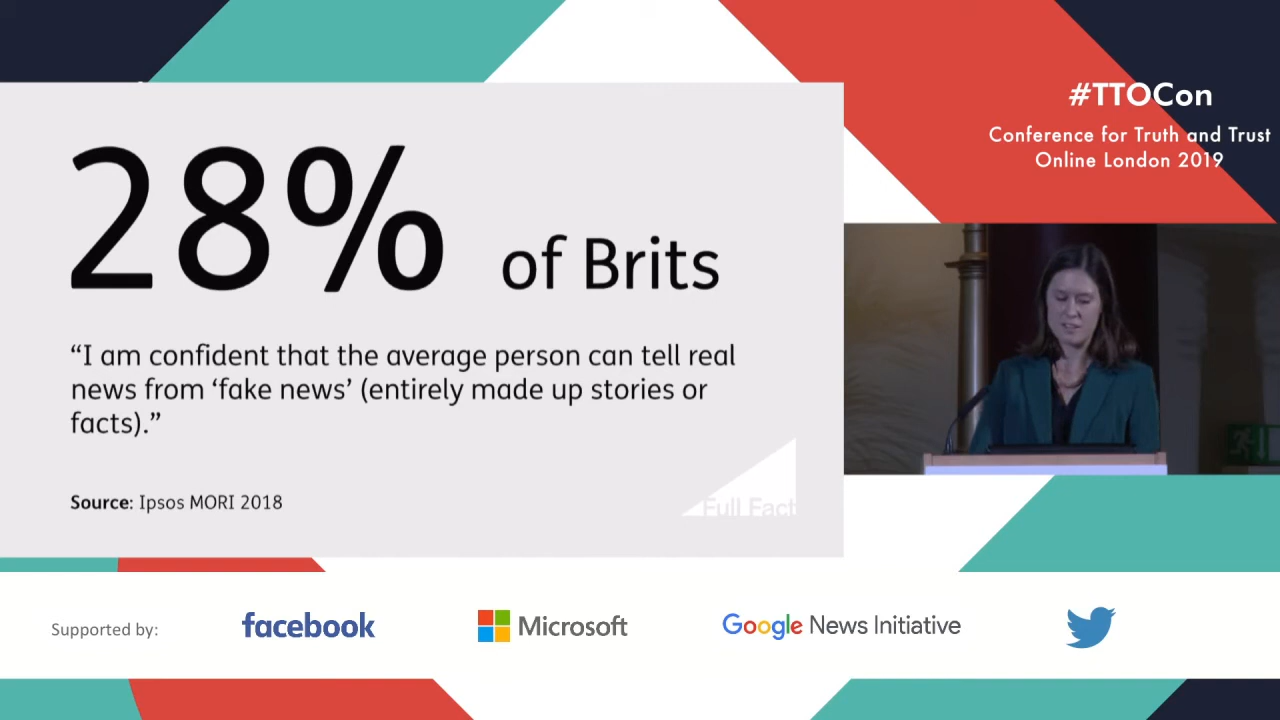 #TTOCon
Conference for Truth and Trust
Online London 2019
28% of Brits
“I am confident that the average person can tell real
news from ‘fake news’ (entirely made up stories or
facts).”
Source: Ipsos MORI 2018
Full Fact
Supported by:
facebook
Microsoft
Google News Initiative